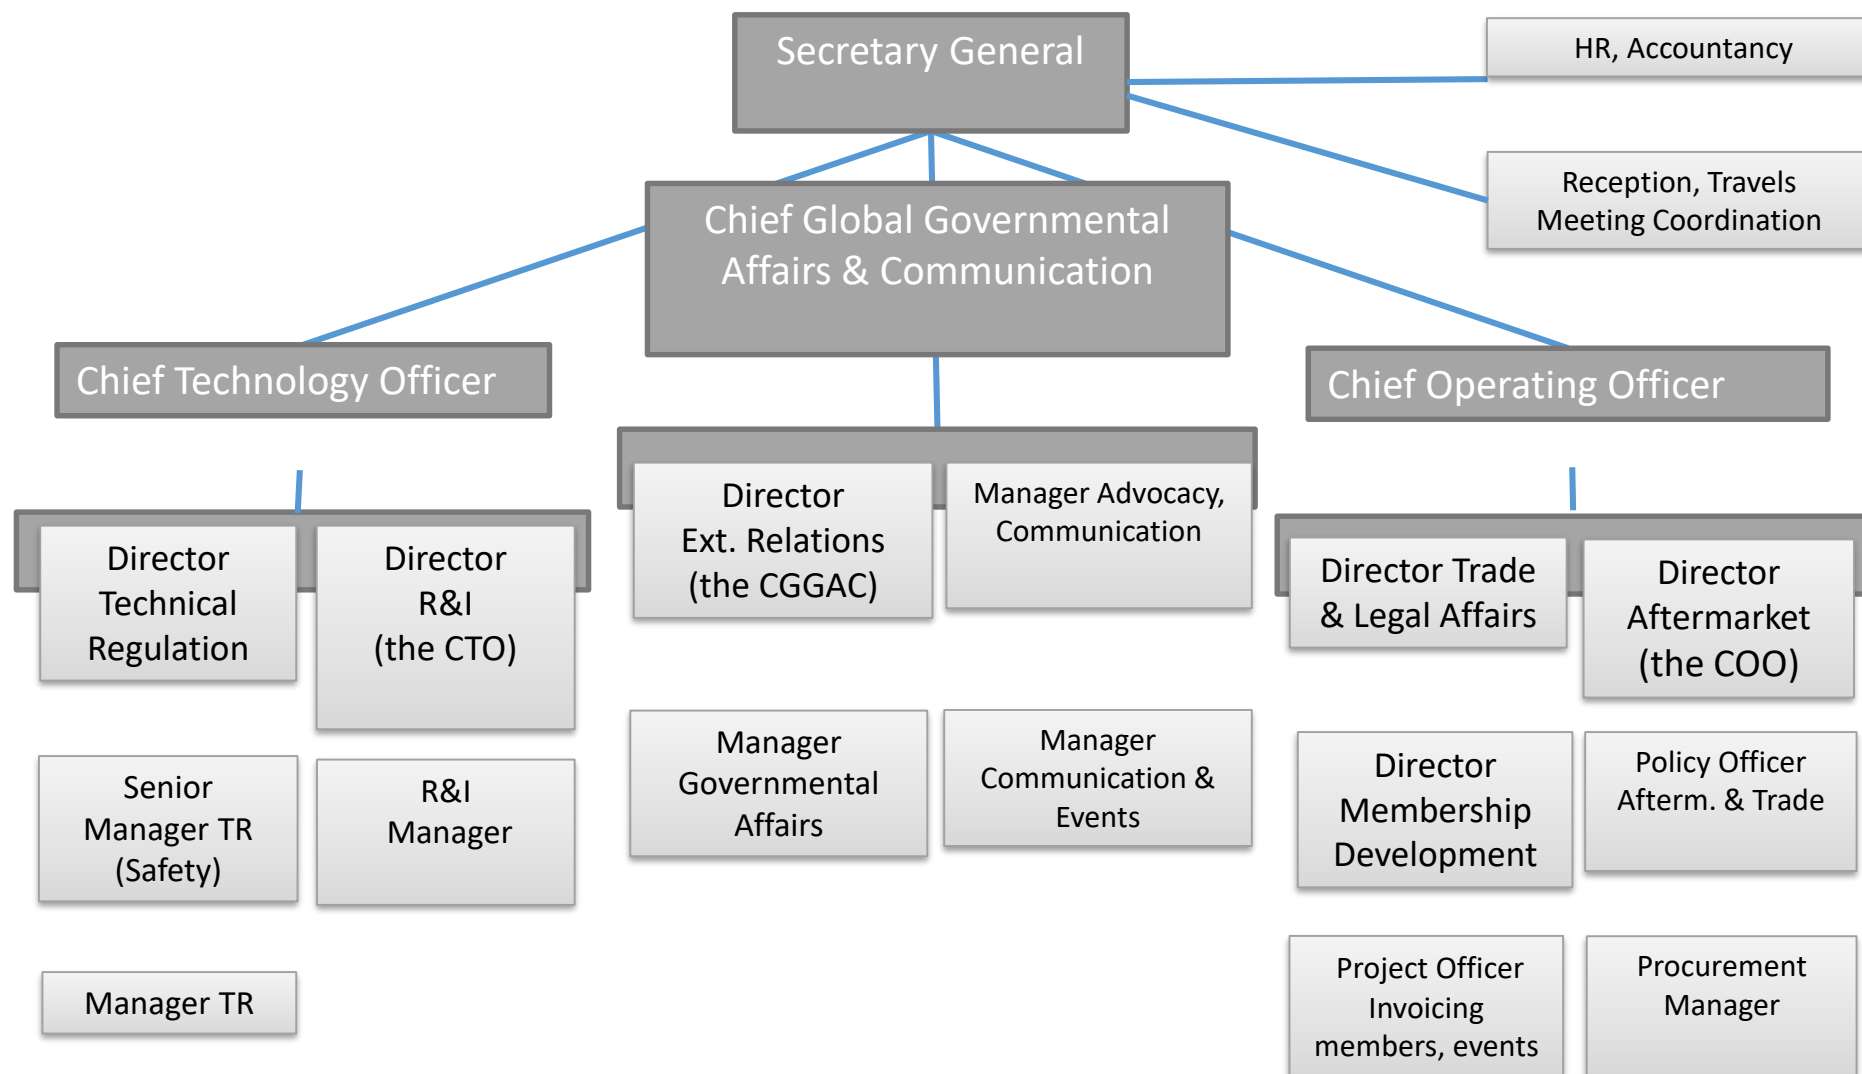 Secretary General
HR, Accountancy
Reception, Travels
Meeting Coordination
Chief Global Governmental
Affairs & Communication
Chief Technology Officer
Chief Operating Officer
Director
Technical
Regulation
Director
R&I
(the CTO)
Senior
Manager TR
(Safety)
R&I
Manager
Manager TR
Director
Ext. Relations
(the CGGAC)
Manager Advocacy,
Communication
Manager
Governmental
Affairs
Manager
Communication &
Events
Director Trade
& Legal Affairs
Director
Aftermarket
(the COO)
Director
Membership
Development
Policy Officer
Afterm. & Trade
Project Officer
Invoicing
members, events
Procurement
Manager